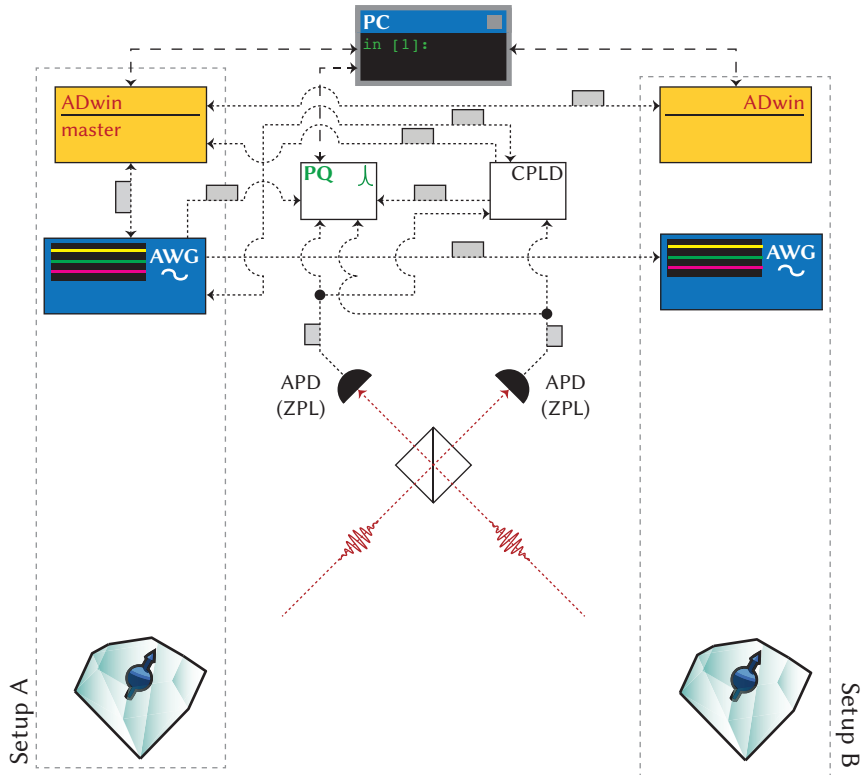 PC
in [1]:
ADwin
master
ADwin
PQ
CPLD
AWG
AWG
APD
(ZPL)
APD
(ZPL)
Setup A
Setup B